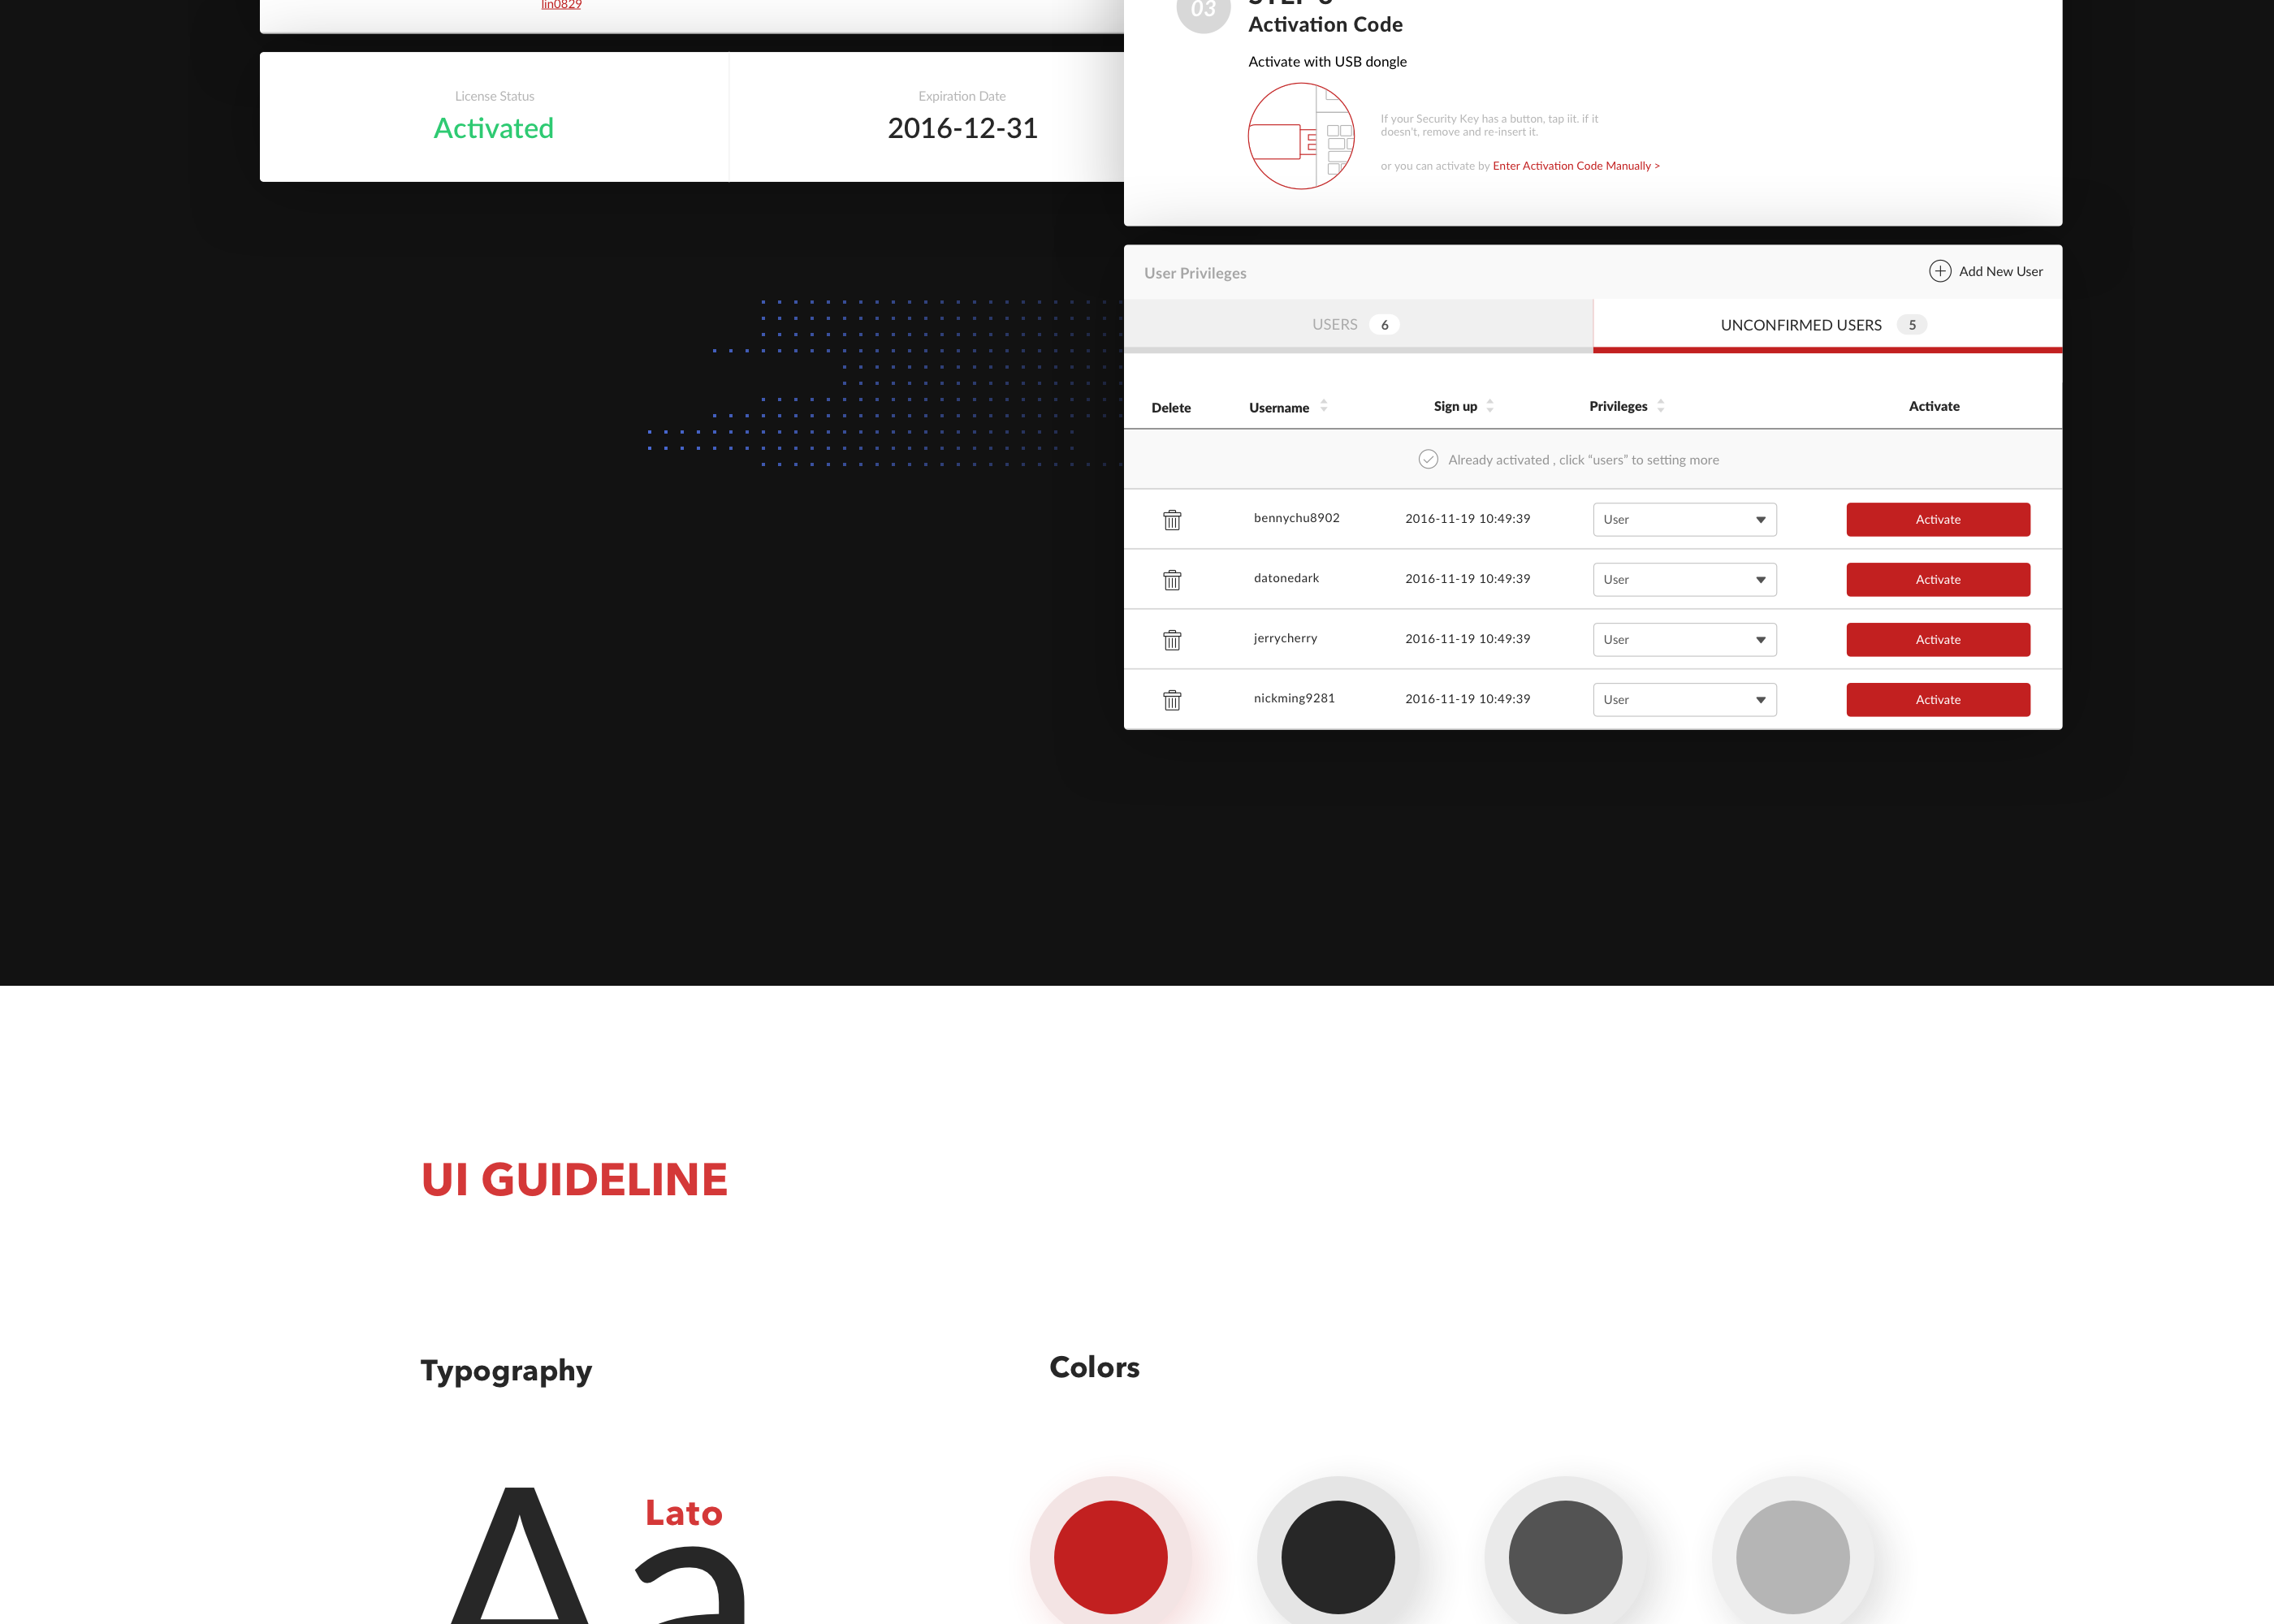 lin0829
License Status
Activated
Expiration Date
2016-12-31
03
Activation Code
Activate with USB dongle
If your Security Key has a button, tap iit. if it
doesn't, remove and re-insert it.
or you can activate by Enter Activation Code Manually >
User Privileges
Add New User
USERS 6
UNCONFIRMED USERS 5
Delete Username Sign up Privileges Activate
Already activated , click “users” to setting more
bennychu8902 2016-11-19 10:49:39 User Activate
datonedark 2016-11-19 10:49:39 User Activate
jerrycherry 2016-11-19 10:49:39 User Activate
nickming9281 2016-11-19 10:49:39 User Activate
UI GUIDELINE
Typography
Colors
Lato
Aa